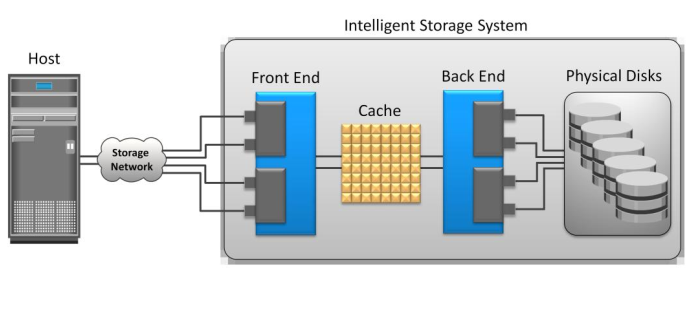 Intelligent Storage System
Host
Front End
Cache
Back End
Physical Disks
Storage
Network